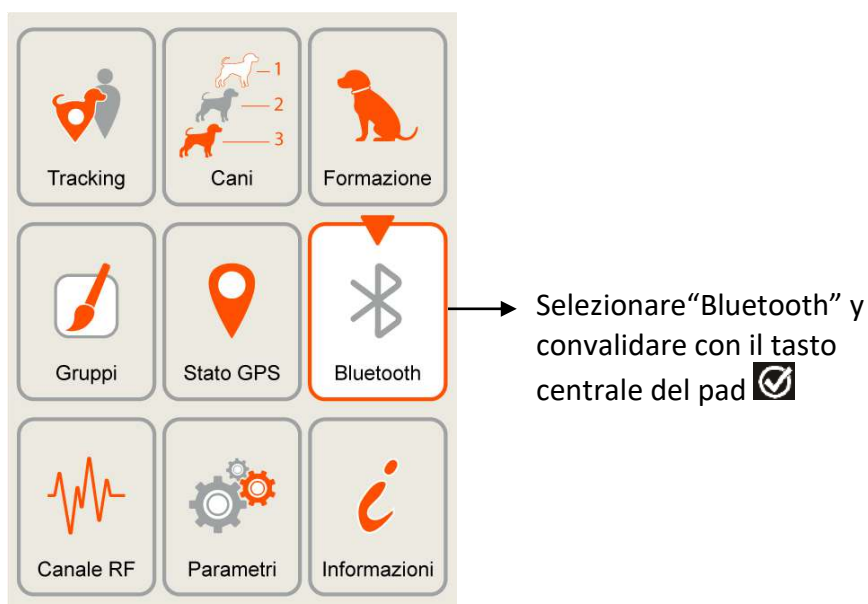 1
2
3
Tracking
Cani
Formazione
Gruppi
Stato GPS
Bluetooth
Selezionare“Bluetooth” y
convalidare con il tasto
centrale del pad
Canale RF
Parametri
Informazioni